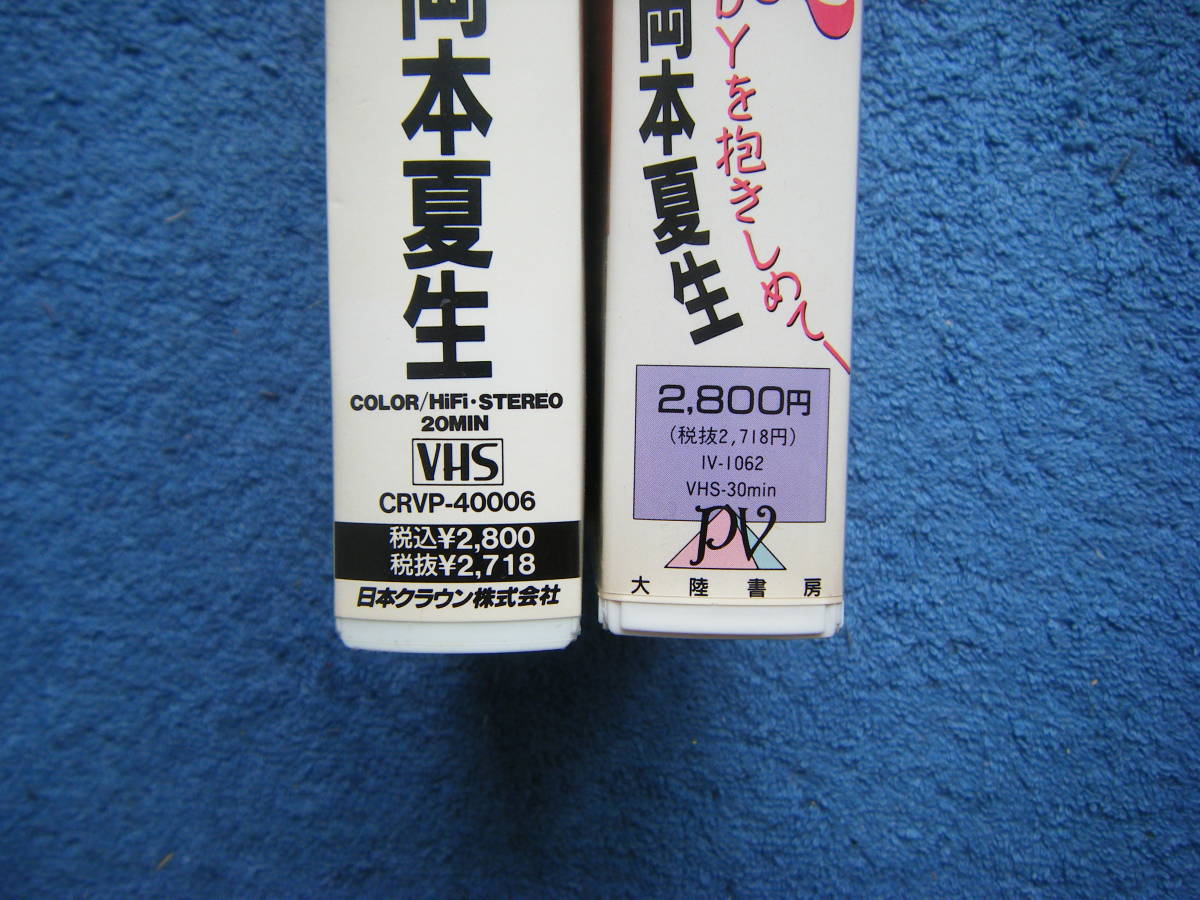 岡本夏生
COLOR/HiFi・STEREO
20MIN
VHS
CRVP-40006
税込¥2,800
税抜¥2,718
日本クラウン株式会社
DYを抱きしめて
岡本夏生
2,800円
(税抜2,718円)
IV-1062
VHS-30min
PV
大陸書房